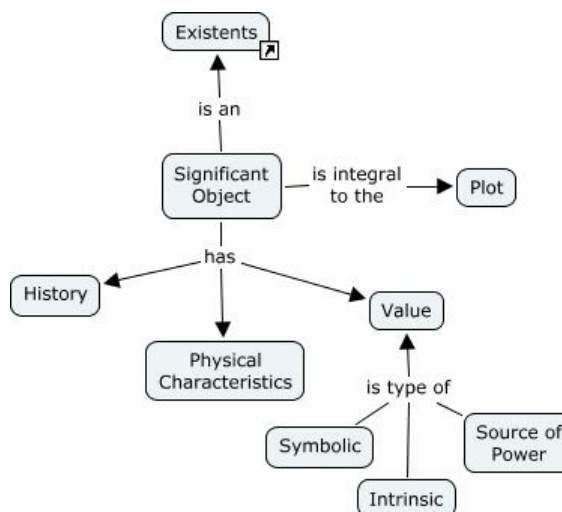 Existents
is an
Significant
Object
is integral
to the
Plot
has
History
Value
Physical
Characteristics
is type of
Symbolic
Source of
Power
Intrinsic